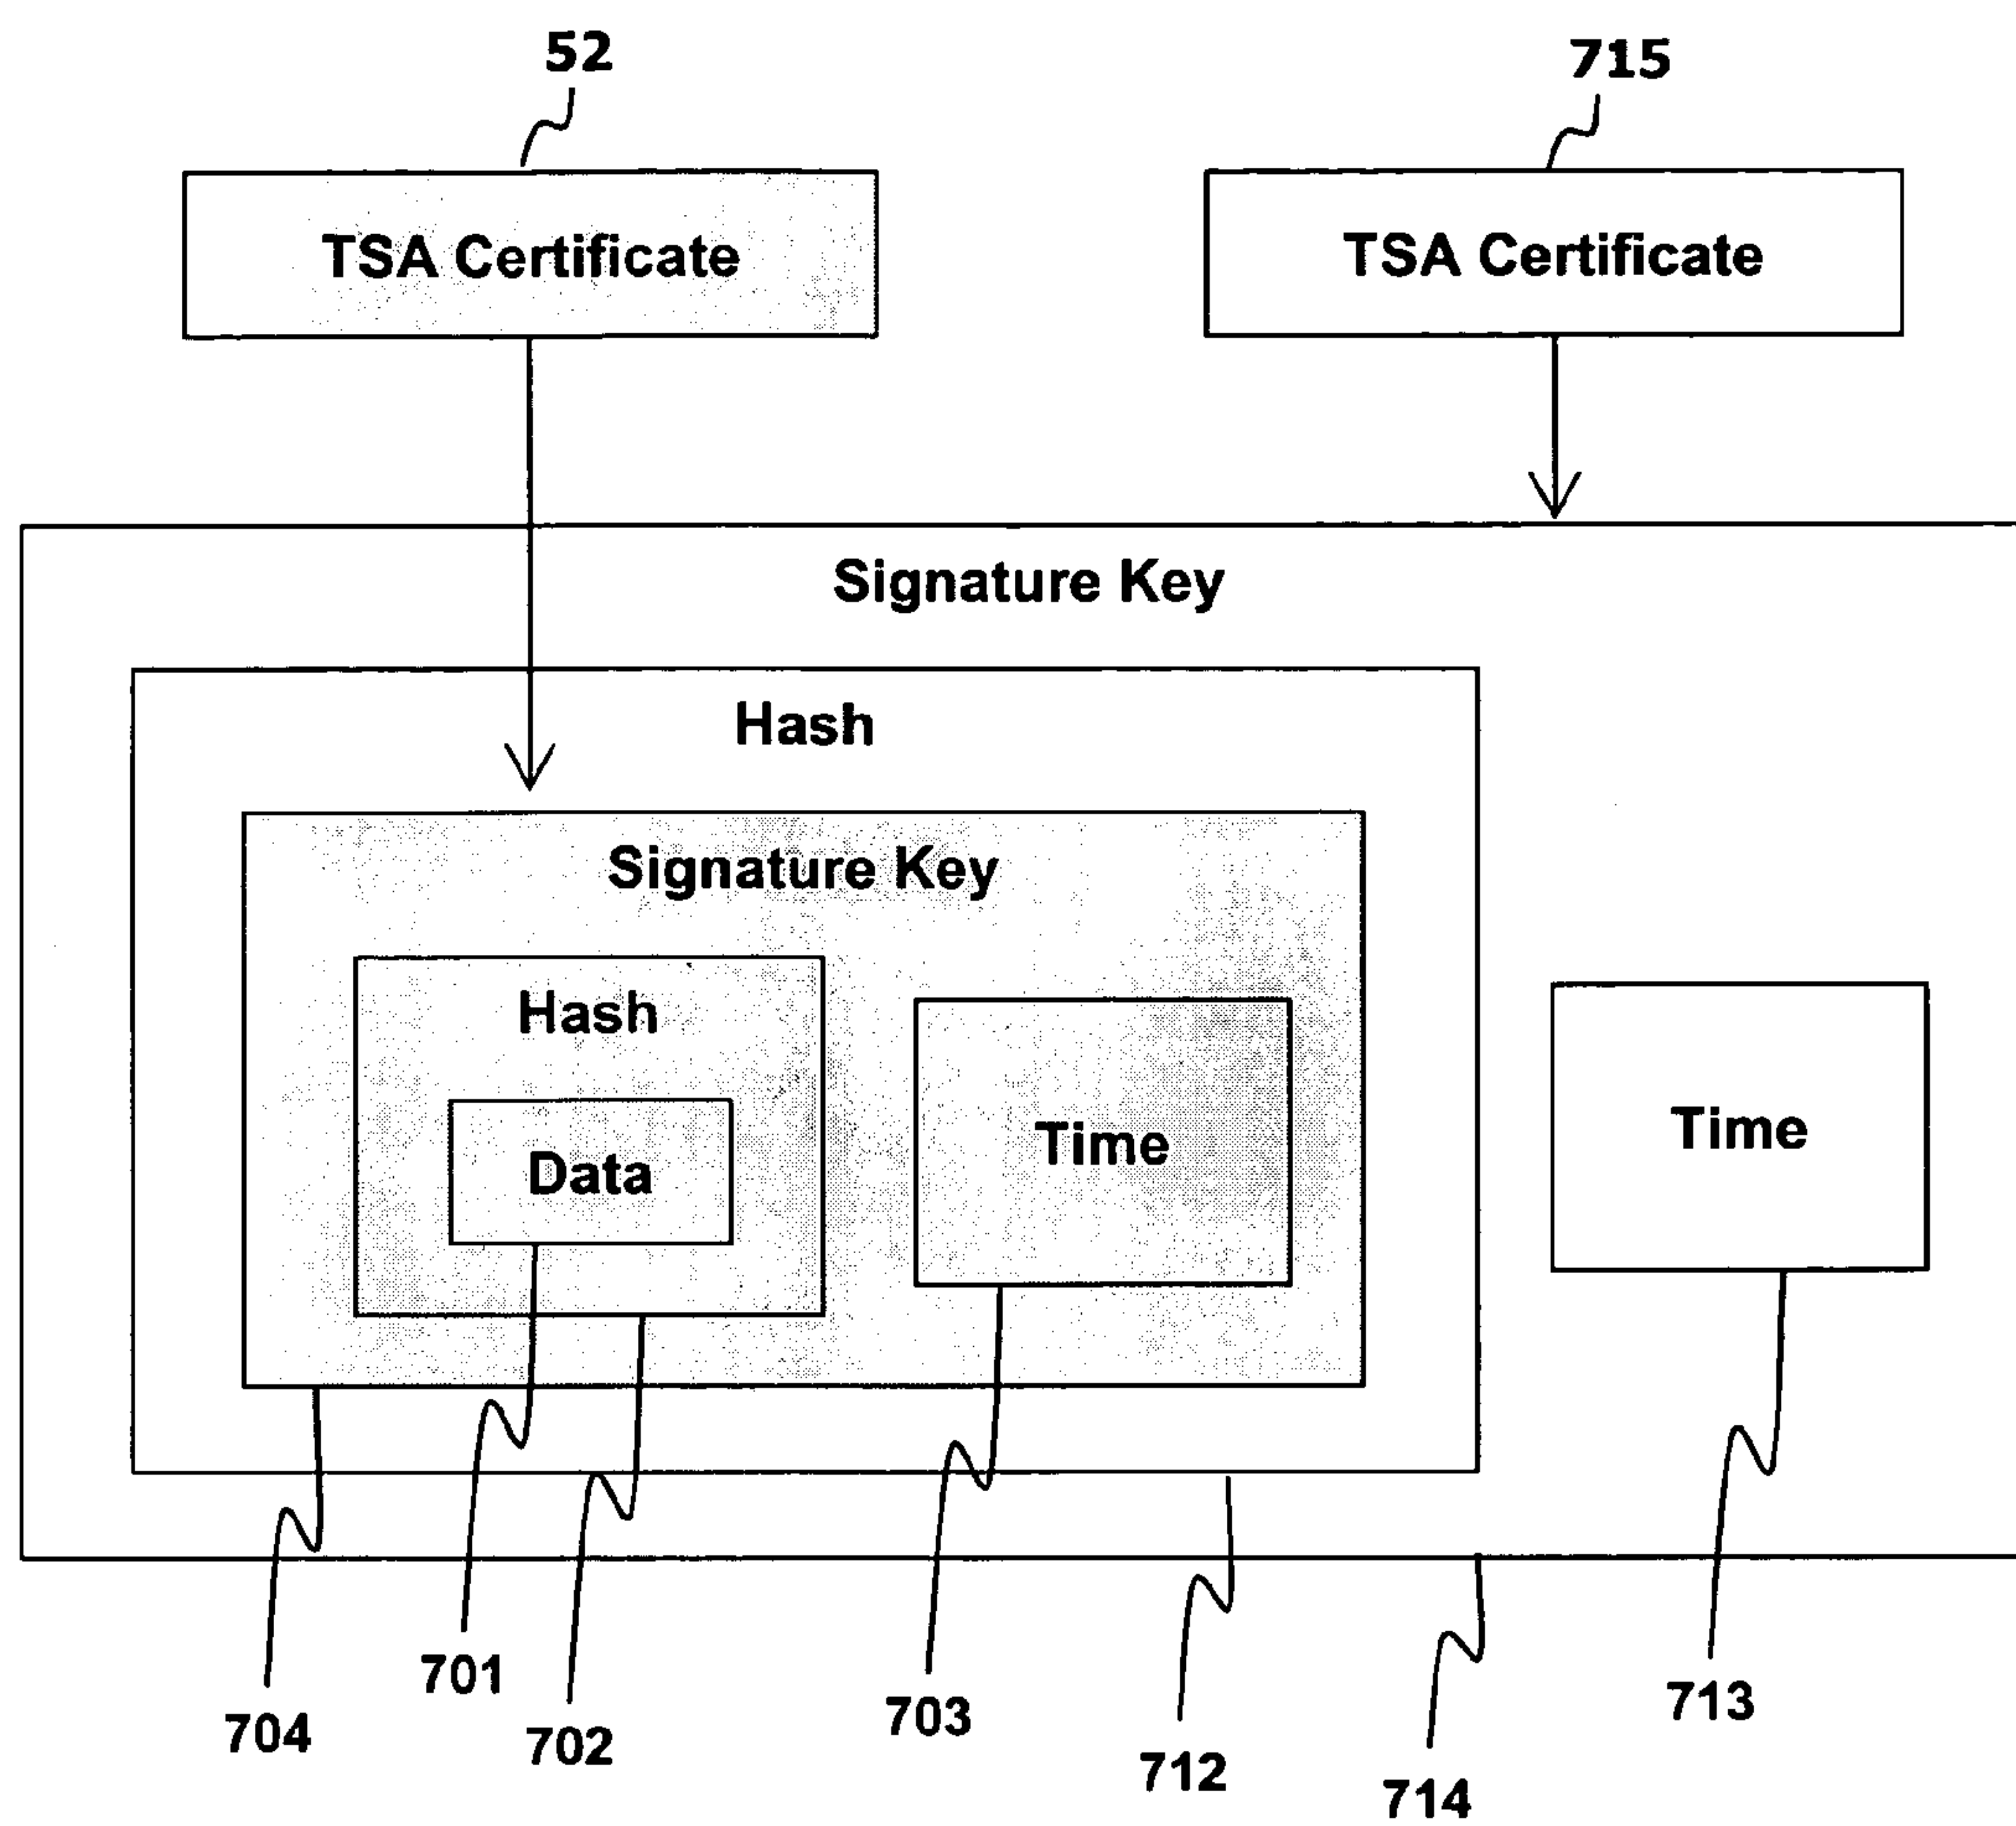 52
715
TSA Certificate
TSA Certificate
Signature Key
Hash
Signature Key
Hash
Data
Time
Time
704
701
702
703
712
714
713